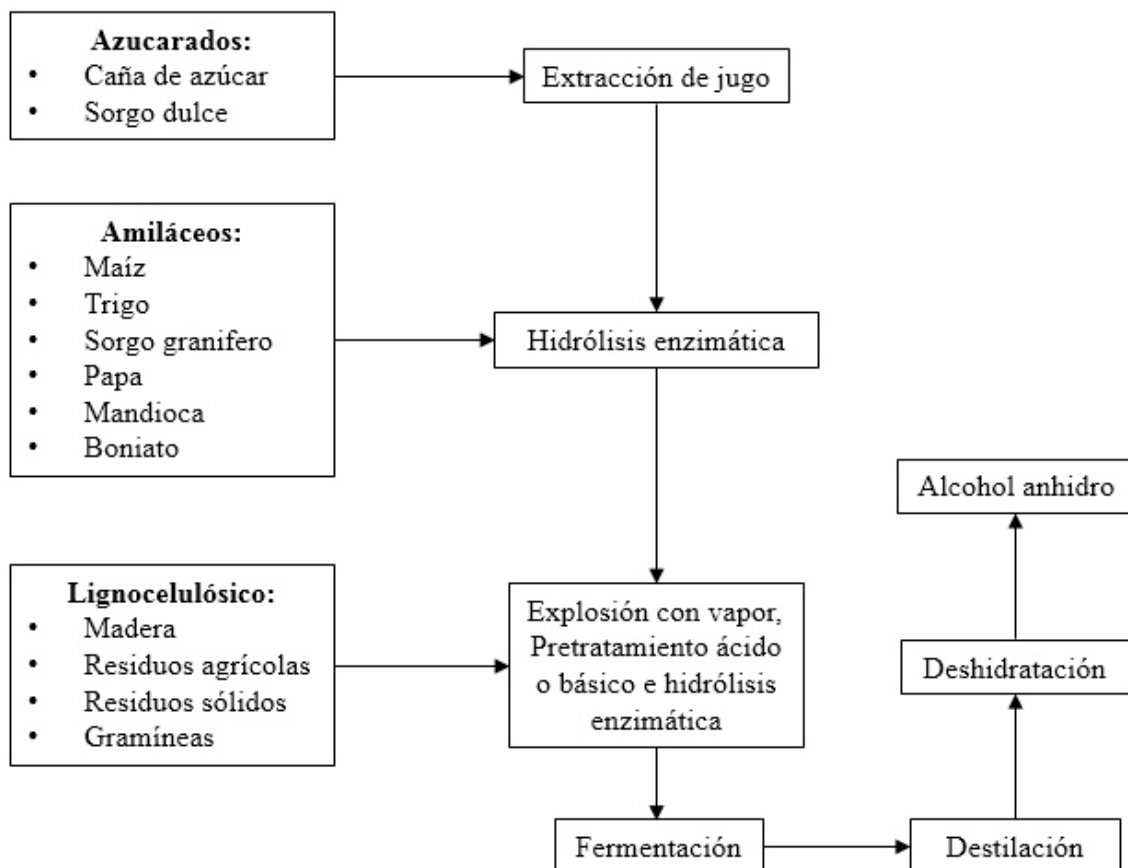 Azucarados:
• Caña de azúcar
• Sorgo dulce
Extracción de jugo
Amiláceos:
• Maíz
• Trigo
• Sorgo granifero
• Papa
• Mandioca
• Boniato
Hidrólisis enzimática
Lignocelulósico:
• Madera
• Residuos agrícolas
• Residuos sólidos
• Gramíneas
Explosión con vapor,
Pretratamiento ácido
o básico e hidrólisis
enzimática
Fermentación
Destilación
Deshidratación
Alcohol anhidro